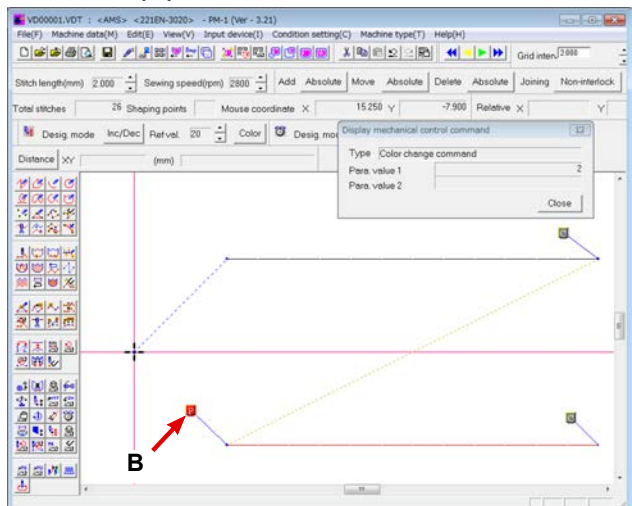 VD00001.VDT : <AMS> <221EN-3020> - PM-1 (Ver - 3.21)
File(F) Machine data(M) Edit(E) View(V) Input device(I) Condition setting(C) Machine type(T) Help(H)
Grid interv 2.000
Stitch length(mm) 2.000 Sewing speed(rpm) 2800 Add Absolute Move Absolute Delete Absolute Joining Non-interlock
Total stitches 26 Shaping points Mouse coordinate X 15.250 Y -7.900 Relative X Y
Desig. mode Inc/Dec Ref.val. 20 Color Desig. mo
Distance XY (mm)
Display mechanical control command
Type Color change command
Para. value 1 2
Para. value 2
Close
P
B